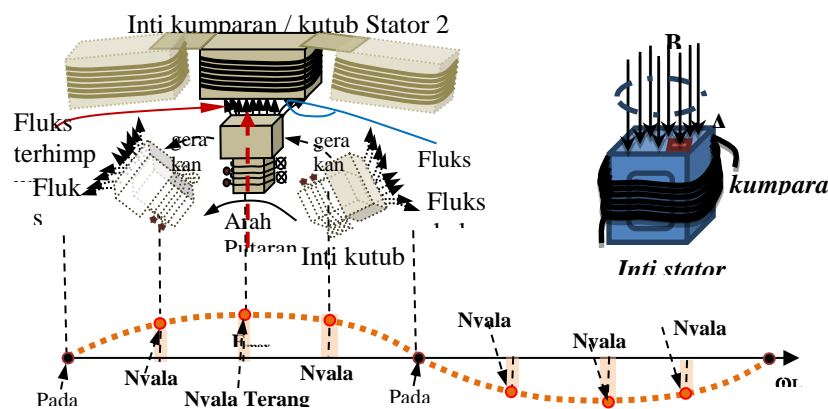 Inti kumparan / kutub Stator 2
B
A
Fluks
terhimp
gera
kan
gera
kan
Fluks
Fluk
s
Fluks
kumpara
Arah
Putaran
Inti kutub
Inti stator
Nyala
Nyala
Nyala
Nyala
Nyala
Nyala Terang
Pada
Pada